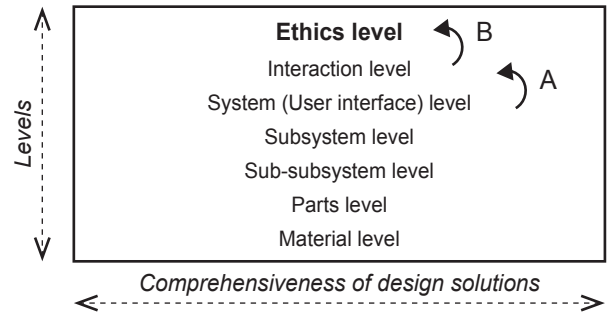 Ethics level
B
Interaction level
A
System (User interface) level
Subsystem level
Sub-subsystem level
Parts level
Material level
Levels
Comprehensiveness of design solutions